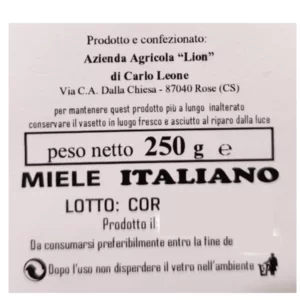 Prodotto e confezionato:
Azienda Agricola "Lion"
di Carlo Leone
Via C.A. Dalla Chiesa - 87040 Rose (CS)
per mantenere quest prodotto più a lungo inalterato
conservare il vasetto in luogo fresco e asciutto al riparo dalla luce
peso netto 250 g ℮
MIELE ITALIANO
LOTTO: COR
Prodotto il
Da consumarsi preferibilmente entro la fine de
Dopo l'uso non disperdere il vetro nell'ambiente